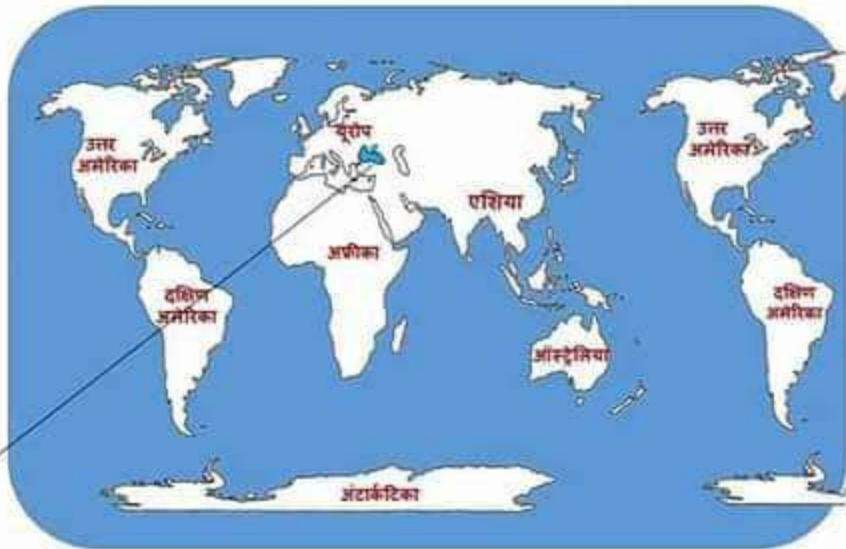 उत्तर
अमेरिका
यूरोप
एशिया
अफ्रीका
दक्षिण
अमेरिका
ऑस्ट्रेलिया
अंटार्कटिका
उत्तर
अमेरिका
दक्षिण
अमेरिका